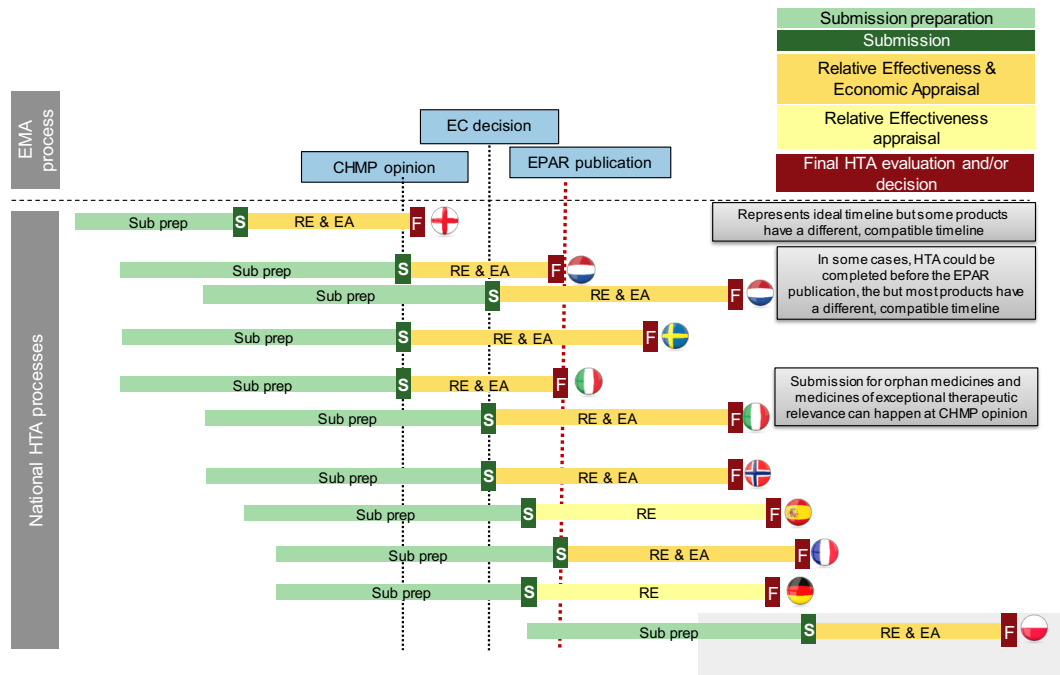 Submission preparation
Submission
Relative Effectiveness &
Economic Appraisal
Relative Effectiveness
appraisal
Final HTA evaluation and/or
decision
EMA
process
EC decision
CHMP opinion
EPAR publication
National HTA processes
Sub prep S RE & EA F
Represents ideal timeline but some products
have a different, compatible timeline
Sub prep S RE & EA F
Sub prep S RE & EA F
In some cases, HTA could be
completed before the EPAR
publication, the but most products have
a different, compatible timeline
Sub prep S RE & EA F
Sub prep S RE & EA F
Sub prep S RE & EA F
Submission for orphan medicines and
medicines of exceptional therapeutic
relevance can happen at CHMP opinion
Sub prep S RE & EA F
Sub prep S RE F
Sub prep S RE & EA F
Sub prep S RE F
Sub prep S RE & EA F